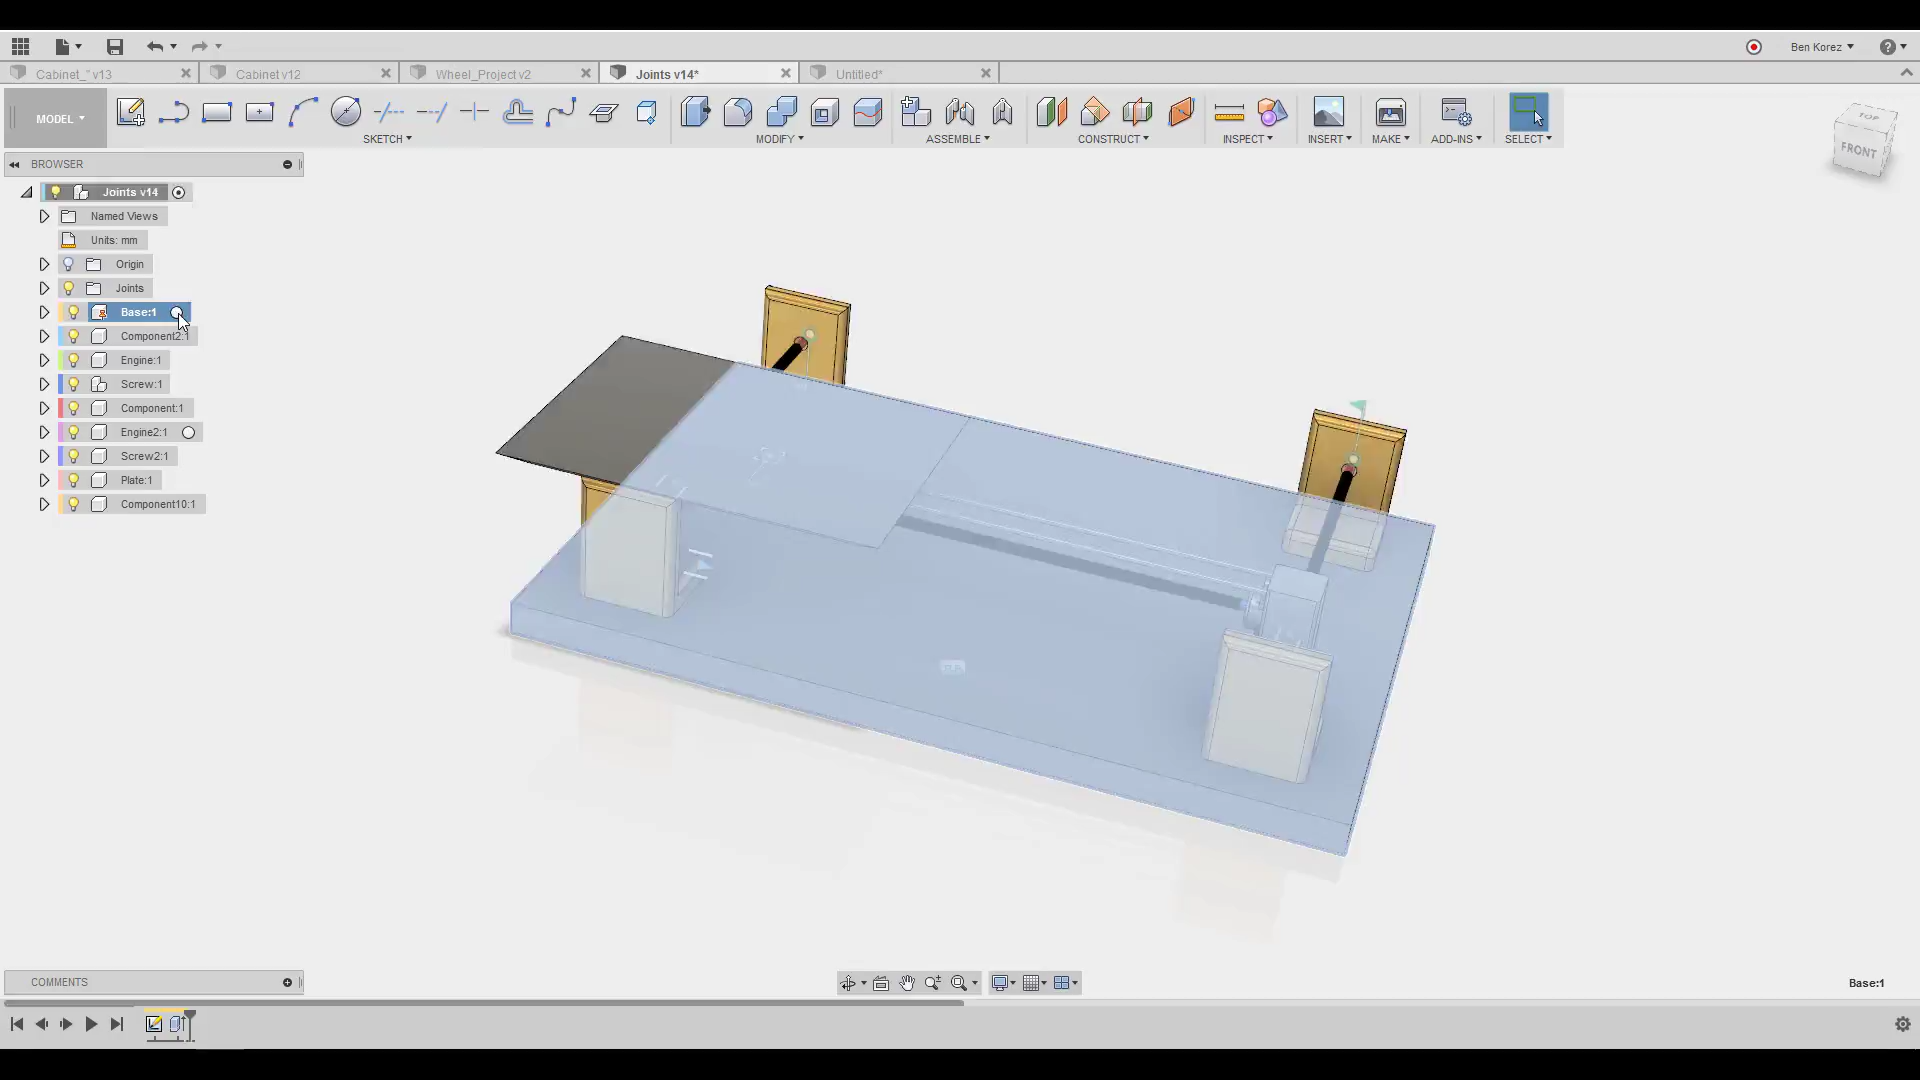 Ben Korez
Cabinet_* v13
Cabinet v12
Wheel_Project v2
Joints v14*
Untitled*
MODEL
SKETCH
MODIFY
ASSEMBLE
CONSTRUCT
INSPECT
INSERT
MAKE
ADD-INS
SELECT
TOP
FRONT
BROWSER
Joints v14
Named Views
Units: mm
Origin
Joints
Base:1
Component2:1
Engine:1
Screw:1
Component:1
Engine2:1
Screw2:1
Plate:1
Component10:1
COMMENTS
Base:1